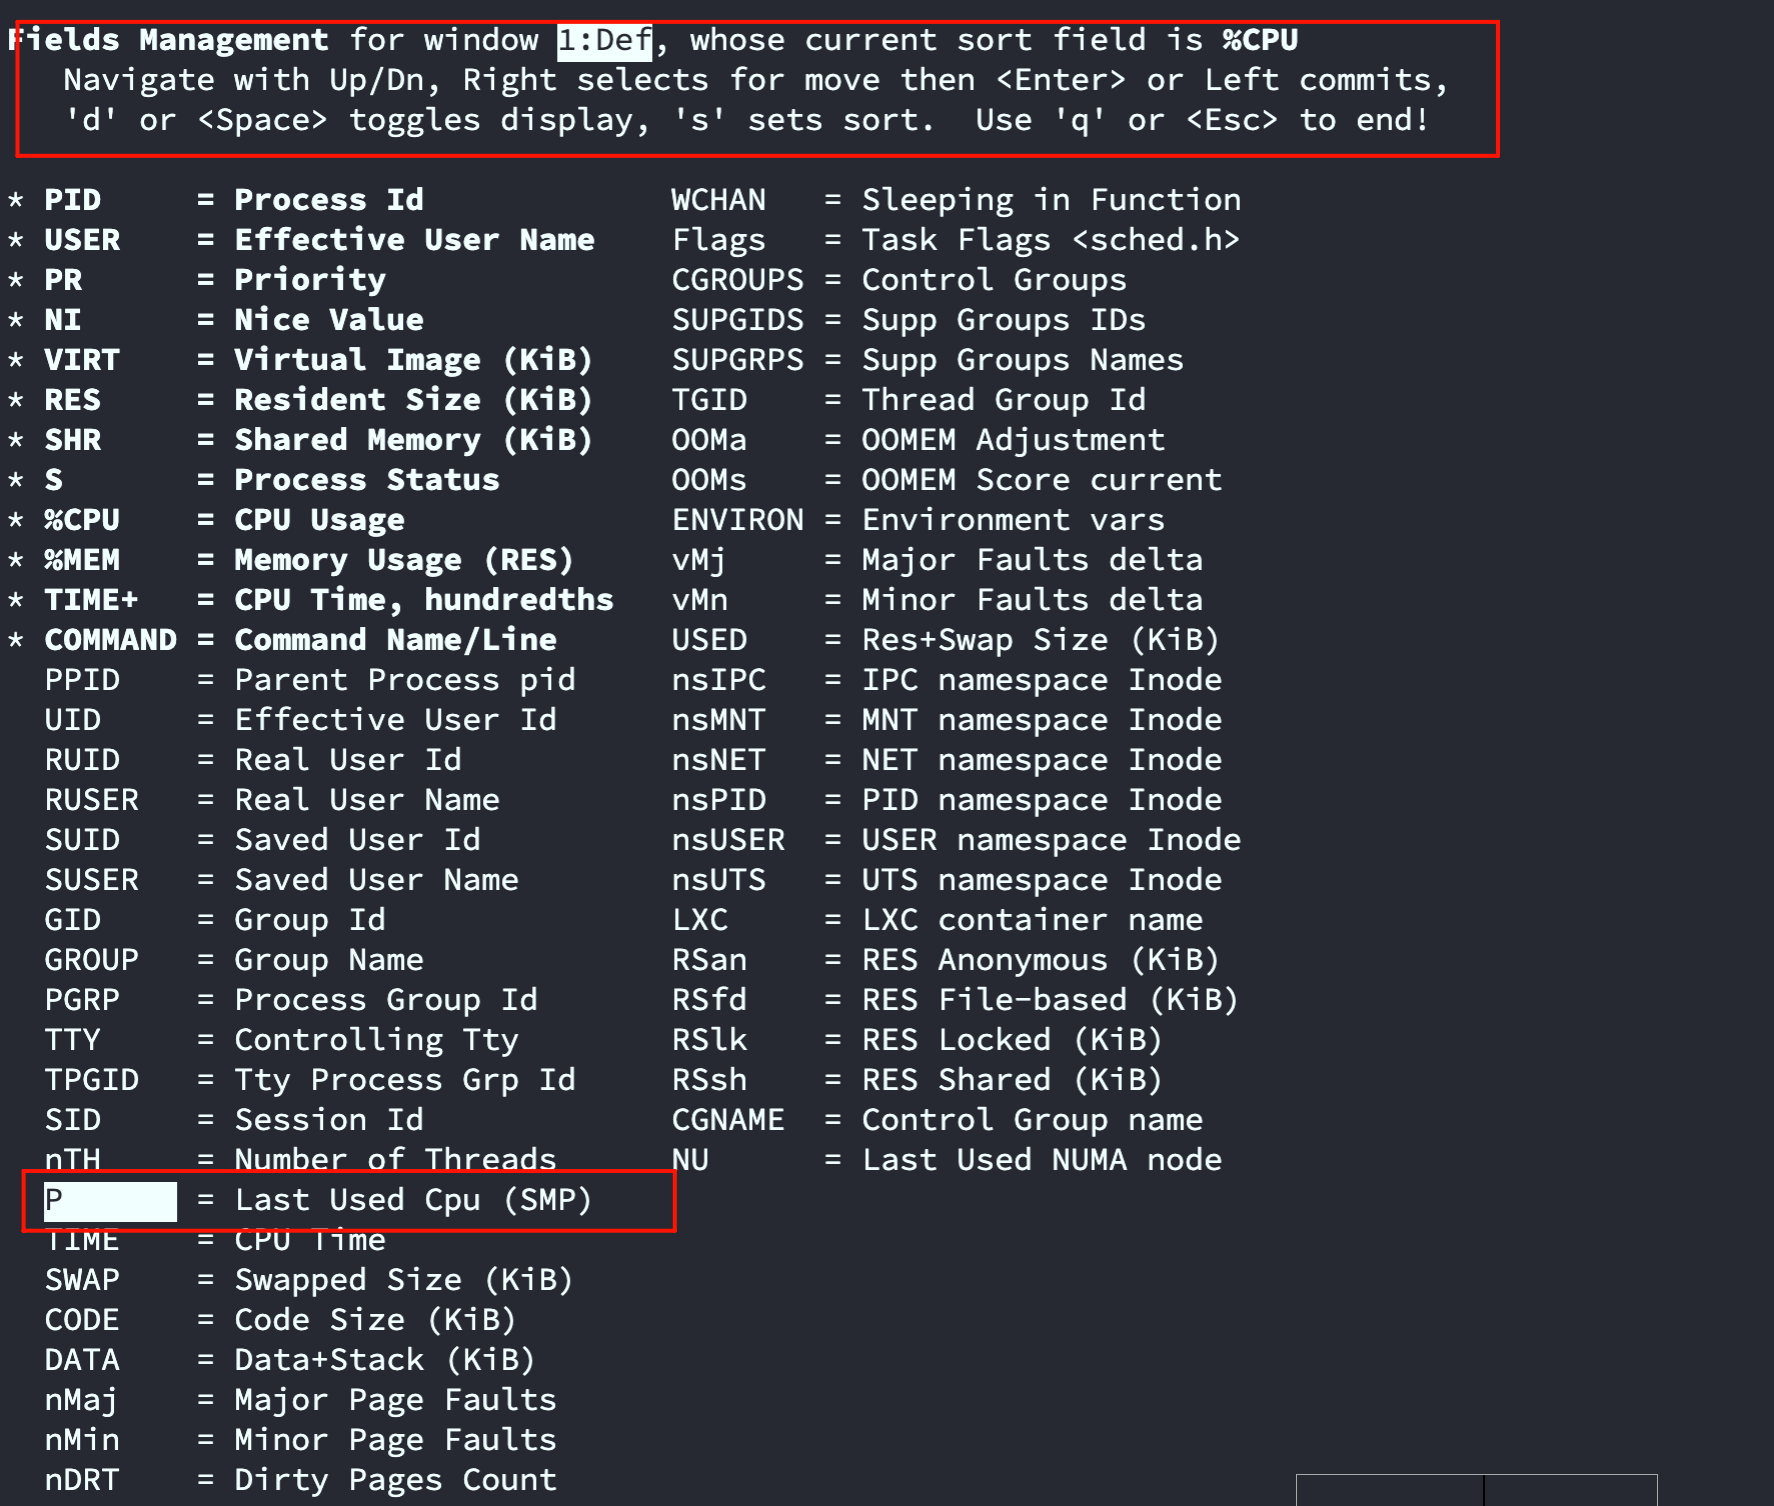 Fields Management for window 1:Def, whose current sort field is %CPU
Navigate with Up/Dn, Right selects for move then <Enter> or Left commits,
'd' or <Space> toggles display, 's' sets sort.  Use 'q' or <Esc> to end!
* PID     = Process Id             WCHAN   = Sleeping in Function
* USER    = Effective User Name    Flags   = Task Flags <sched.h>
* PR      = Priority               CGROUPS = Control Groups
* NI      = Nice Value             SUPGIDS = Supp Groups IDs
* VIRT    = Virtual Image (KiB)    SUPGRPS = Supp Groups Names
* RES     = Resident Size (KiB)    TGID    = Thread Group Id
* SHR     = Shared Memory (KiB)    OOMa    = OOMEM Adjustment
* S       = Process Status         OOMs    = OOMEM Score current
* %CPU    = CPU Usage              ENVIRON = Environment vars
* %MEM    = Memory Usage (RES)     vMj     = Major Faults delta
* TIME+   = CPU Time, hundredths   vMn     = Minor Faults delta
* COMMAND = Command Name/Line      USED    = Res+Swap Size (KiB)
PPID    = Parent Process pid     nsIPC   = IPC namespace Inode
UID     = Effective User Id      nsMNT   = MNT namespace Inode
RUID    = Real User Id           nsNET   = NET namespace Inode
RUSER   = Real User Name         nsPID   = PID namespace Inode
SUID    = Saved User Id          nsUSER  = USER namespace Inode
SUSER   = Saved User Name        nsUTS   = UTS namespace Inode
GID     = Group Id               LXC     = LXC container name
GROUP   = Group Name             RSan    = RES Anonymous (KiB)
PGRP    = Process Group Id       RSfd    = RES File-based (KiB)
TTY     = Controlling Tty        RSlk    = RES Locked (KiB)
TPGID   = Tty Process Grp Id     RSsh    = RES Shared (KiB)
SID     = Session Id             CGNAME  = Control Group name
nTH     = Number of Threads      NU      = Last Used NUMA node
P       = Last Used Cpu (SMP)
TIME    = CPU Time
SWAP    = Swapped Size (KiB)
CODE    = Code Size (KiB)
DATA    = Data+Stack (KiB)
nMaj    = Major Page Faults
nMin    = Minor Page Faults
nDRT    = Dirty Pages Count